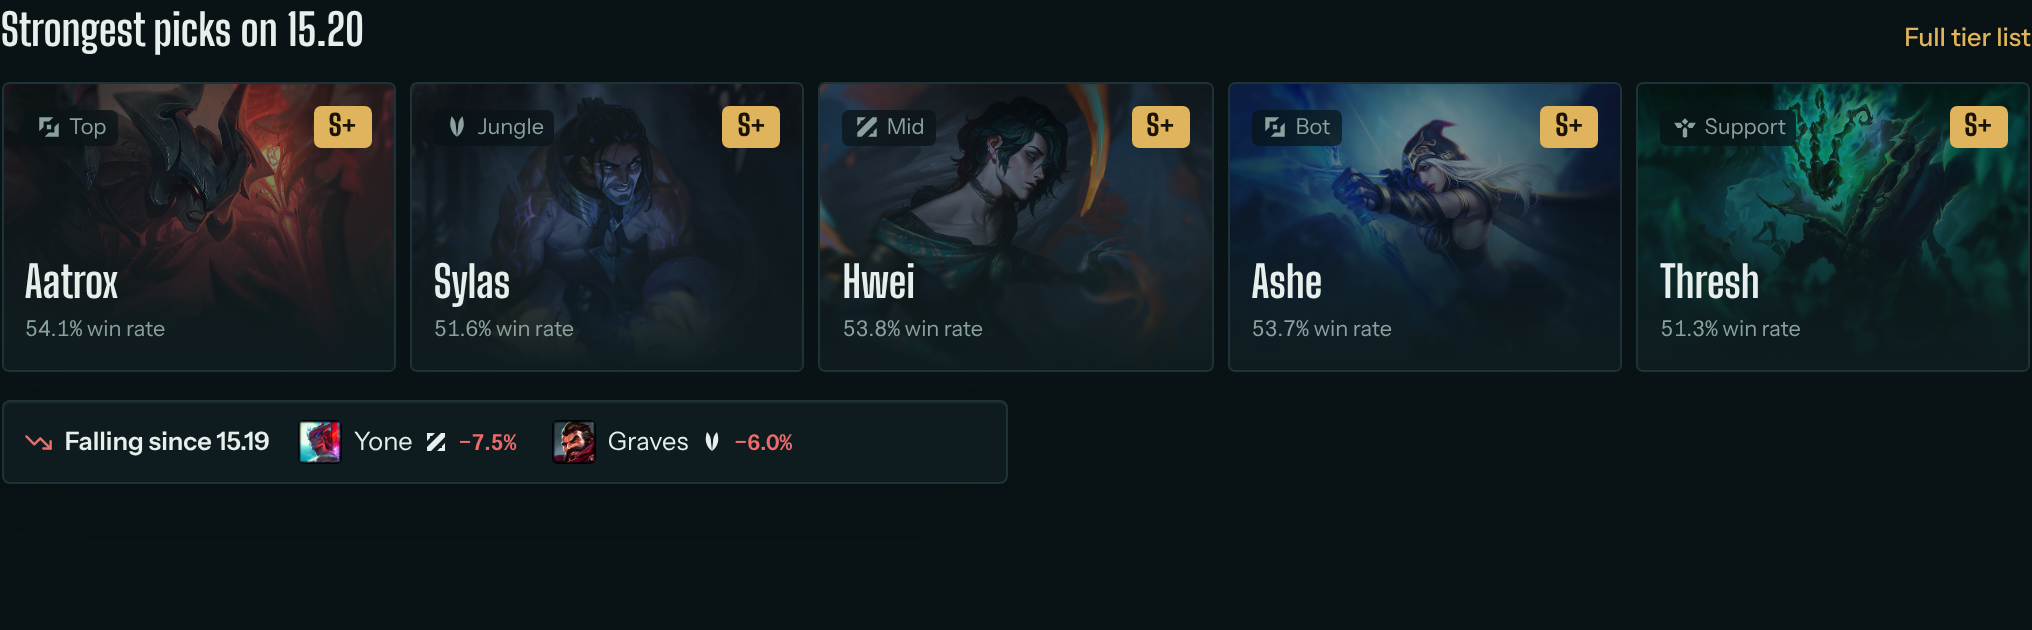 Strongest picks on 15.20
Full tier list
Top
S+
Aatrox
54.1% win rate
Jungle
S+
Sylas
51.6% win rate
Mid
S+
Hwei
53.8% win rate
Bot
S+
Ashe
53.7% win rate
Support
S+
Thresh
51.3% win rate
Falling since 15.19
Yone −7.5%
Graves −6.0%